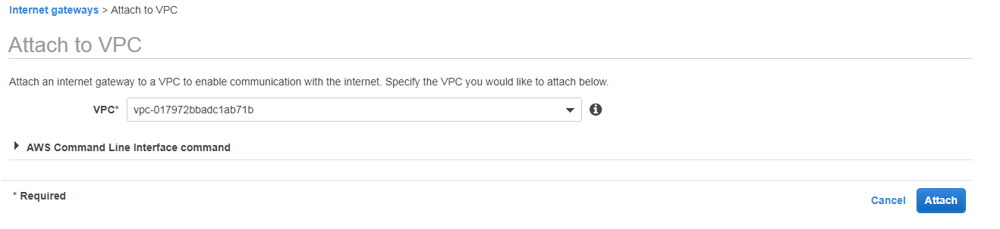 Internet gateways > Attach to VPC
Attach to VPC
Attach an internet gateway to a VPC to enable communication with the internet. Specify the VPC you would like to attach below.
VPC* vpc-017972bbadc1ab71b
AWS Command Line Interface command
* Required
Cancel Attach